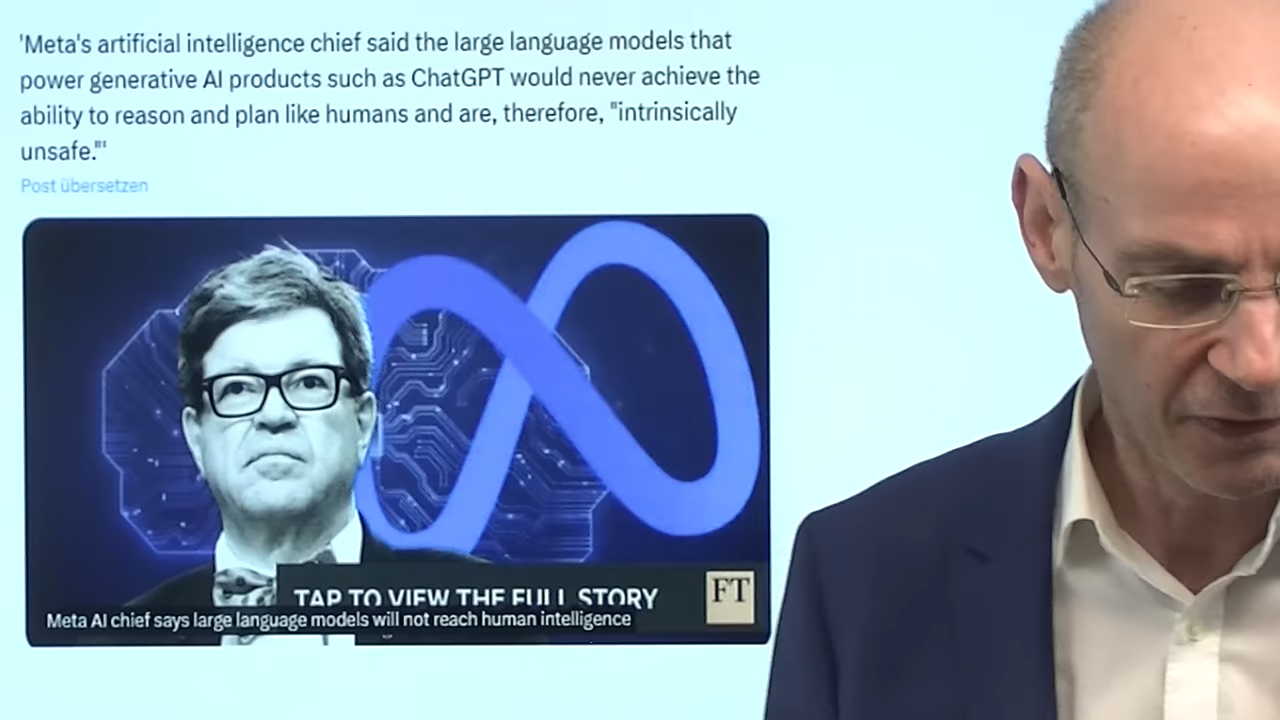 'Meta's artificial intelligence chief said the large language models that
power generative AI products such as ChatGPT would never achieve the
ability to reason and plan like humans and are, therefore, "intrinsically
unsafe."'
Post übersetzen
TAP TO VIEW THE FULL STORY
FT
Meta AI chief says large language models will not reach human intelligence